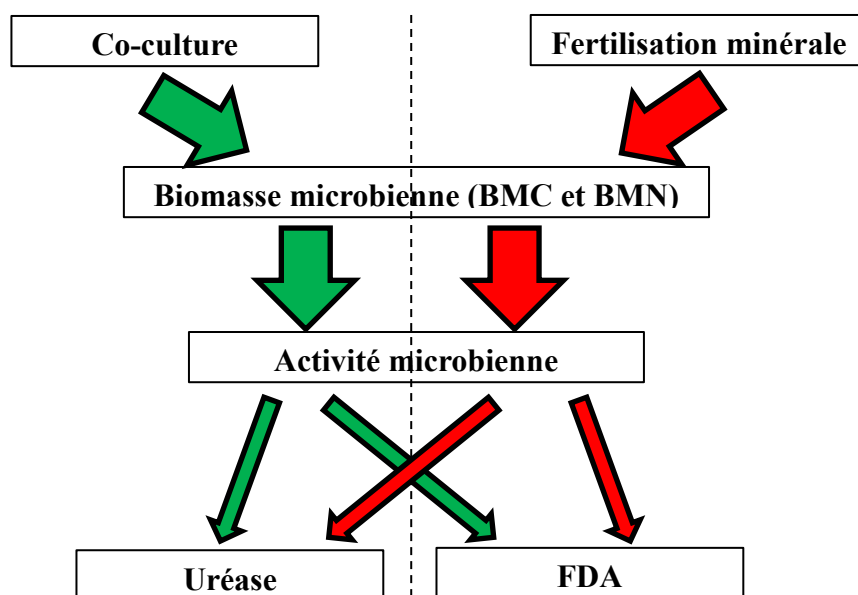 Co-culture
Fertilisation minérale
Biomasse microbienne (BMC et BMN)
Activité microbienne
Uréase
FDA